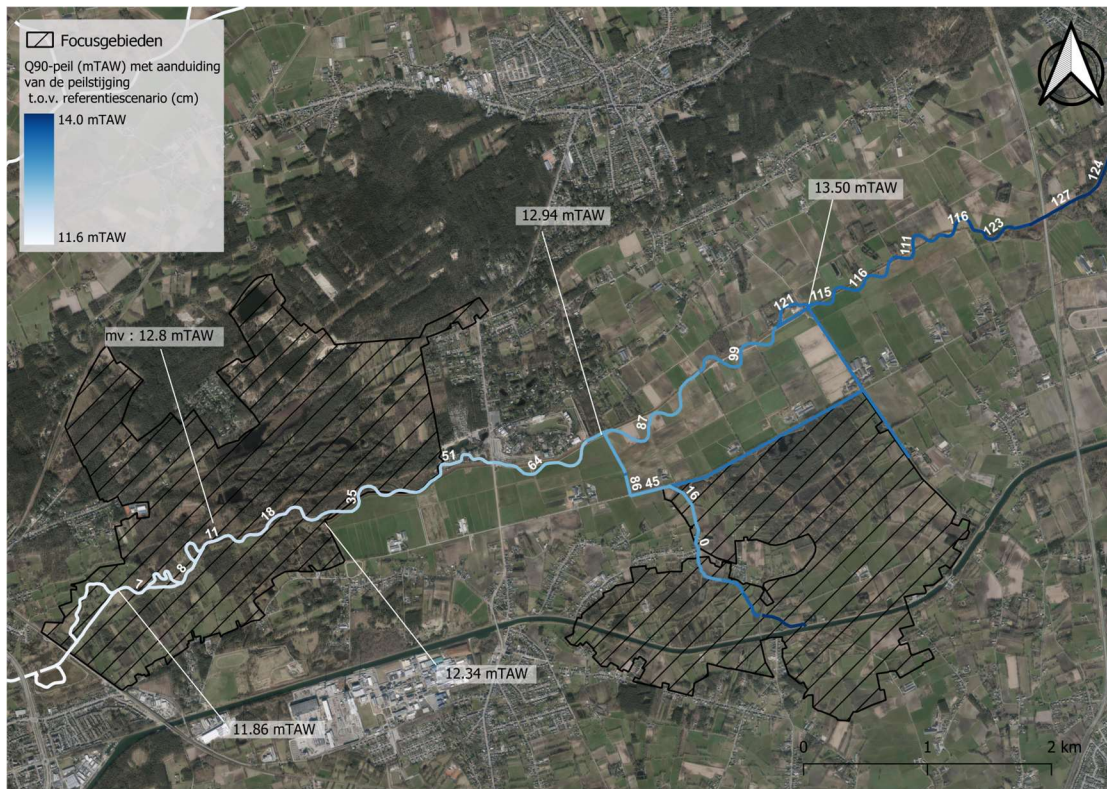 Focusgebieden
Q90-peil (mTAW) met aanduiding
van de peilstijging
t.o.v. referentiescenario (cm)
14.0 mTAW
11.6 mTAW
124
127
13.50 mTAW
116
123
12.94 mTAW
111
116
115
121
mv : 12.8 mTAW
99
87
51
64
98
45
16
35
18
11
0
8
7
12.34 mTAW
11.86 mTAW
0
1
2 km